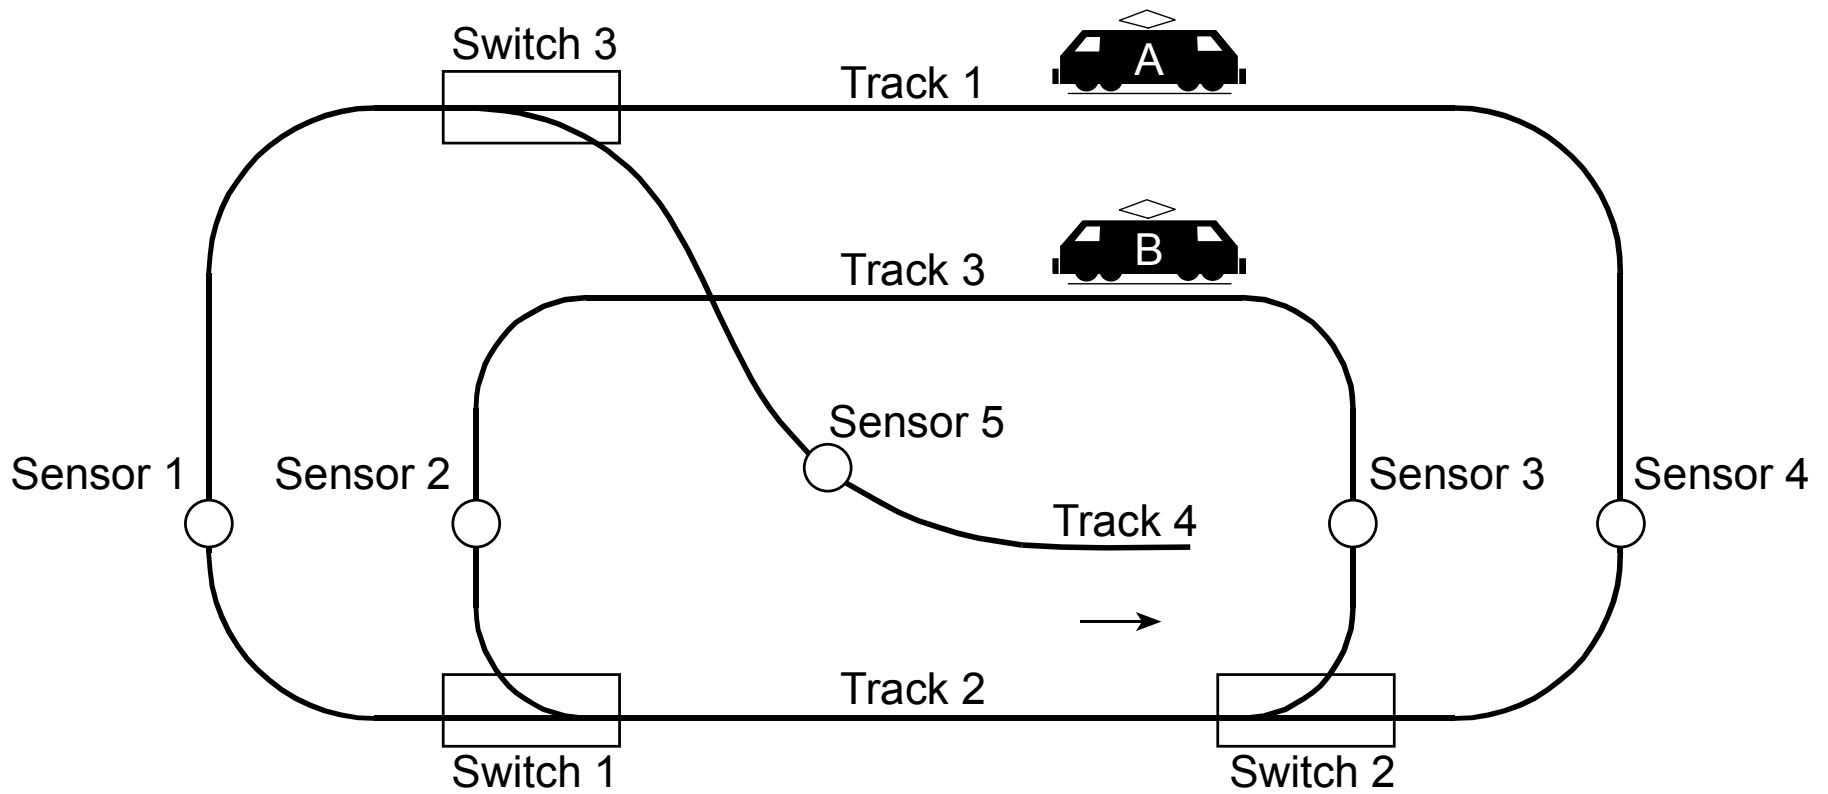 Switch 3
A
Track 1
B
Track 3
Sensor 5
Sensor 1
Sensor 2
Sensor 3
Sensor 4
Track 4
Track 2
Switch 1
Switch 2